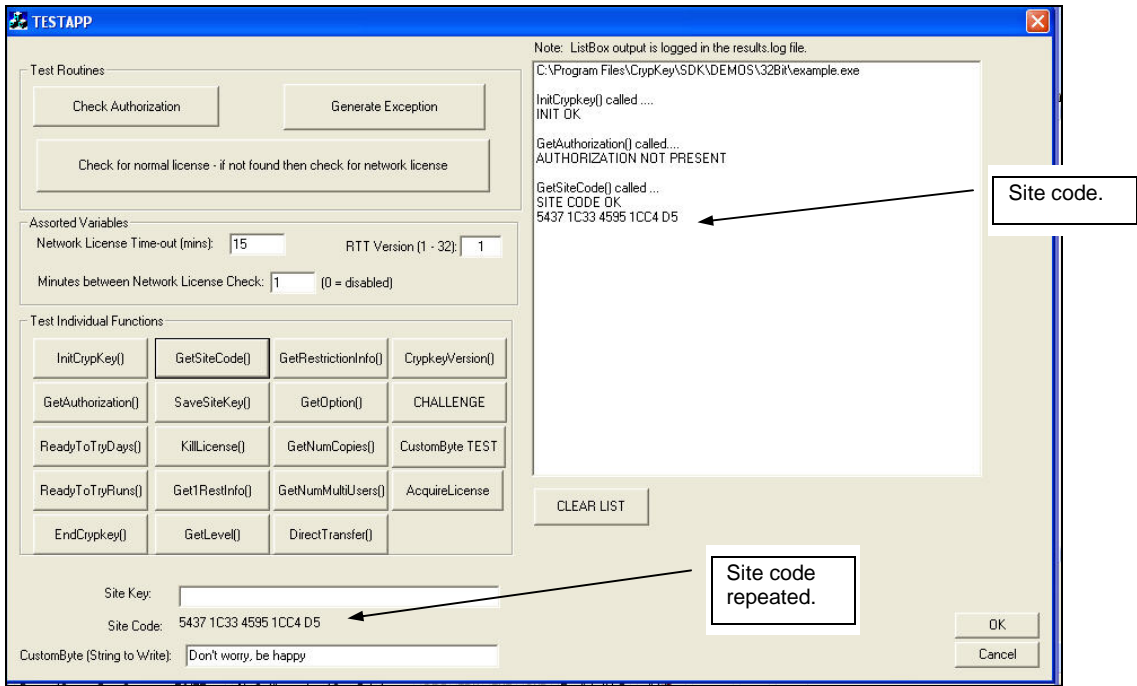 TESTAPP
Note: ListBox output is logged in the results.log file.
Test Routines
Check Authorization
Generate Exception
Check for normal license - if not found then check for network license
Assorted Variables
Network License Time-out (mins): 15
RTT Version (1 - 32): 1
Minutes between Network License Check: 1 (0 = disabled)
Test Individual Functions
InitCrypKey() GetSiteCode() GetRestrictionInfo() CrypkeyVersion()
GetAuthorization() SaveSiteKey() GetOption() CHALLENGE
ReadyToTryDays() KillLicense() GetNumCopies() CustomByte TEST
ReadyToTryRuns() Get1RestInfo() GetNumMultiUsers() AcquireLicense
EndCrypkey() GetLevel() DirectTransfer()
C:\Program Files\CrypKey\SDK\DEMOS\32Bit\example.exe
InitCrypkey() called ....
INIT OK
GetAuthorization() called....
AUTHORIZATION NOT PRESENT
GetSiteCode() called ...
SITE CODE OK
5437 1C33 4595 1CC4 D5
Site code.
CLEAR LIST
Site code
repeated.
Site Key:
Site Code: 5437 1C33 4595 1CC4 D5
CustomByte (String to Write): Don't worry, be happy
OK
Cancel